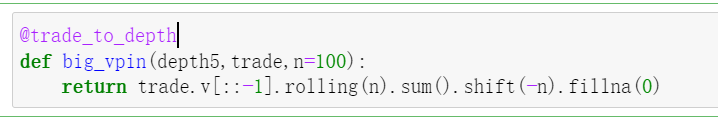 @trade_to_depth
def big_vpin(depth5,trade,n=100):
    return trade.v[::-1].rolling(n).sum().shift(-n).fillna(0)